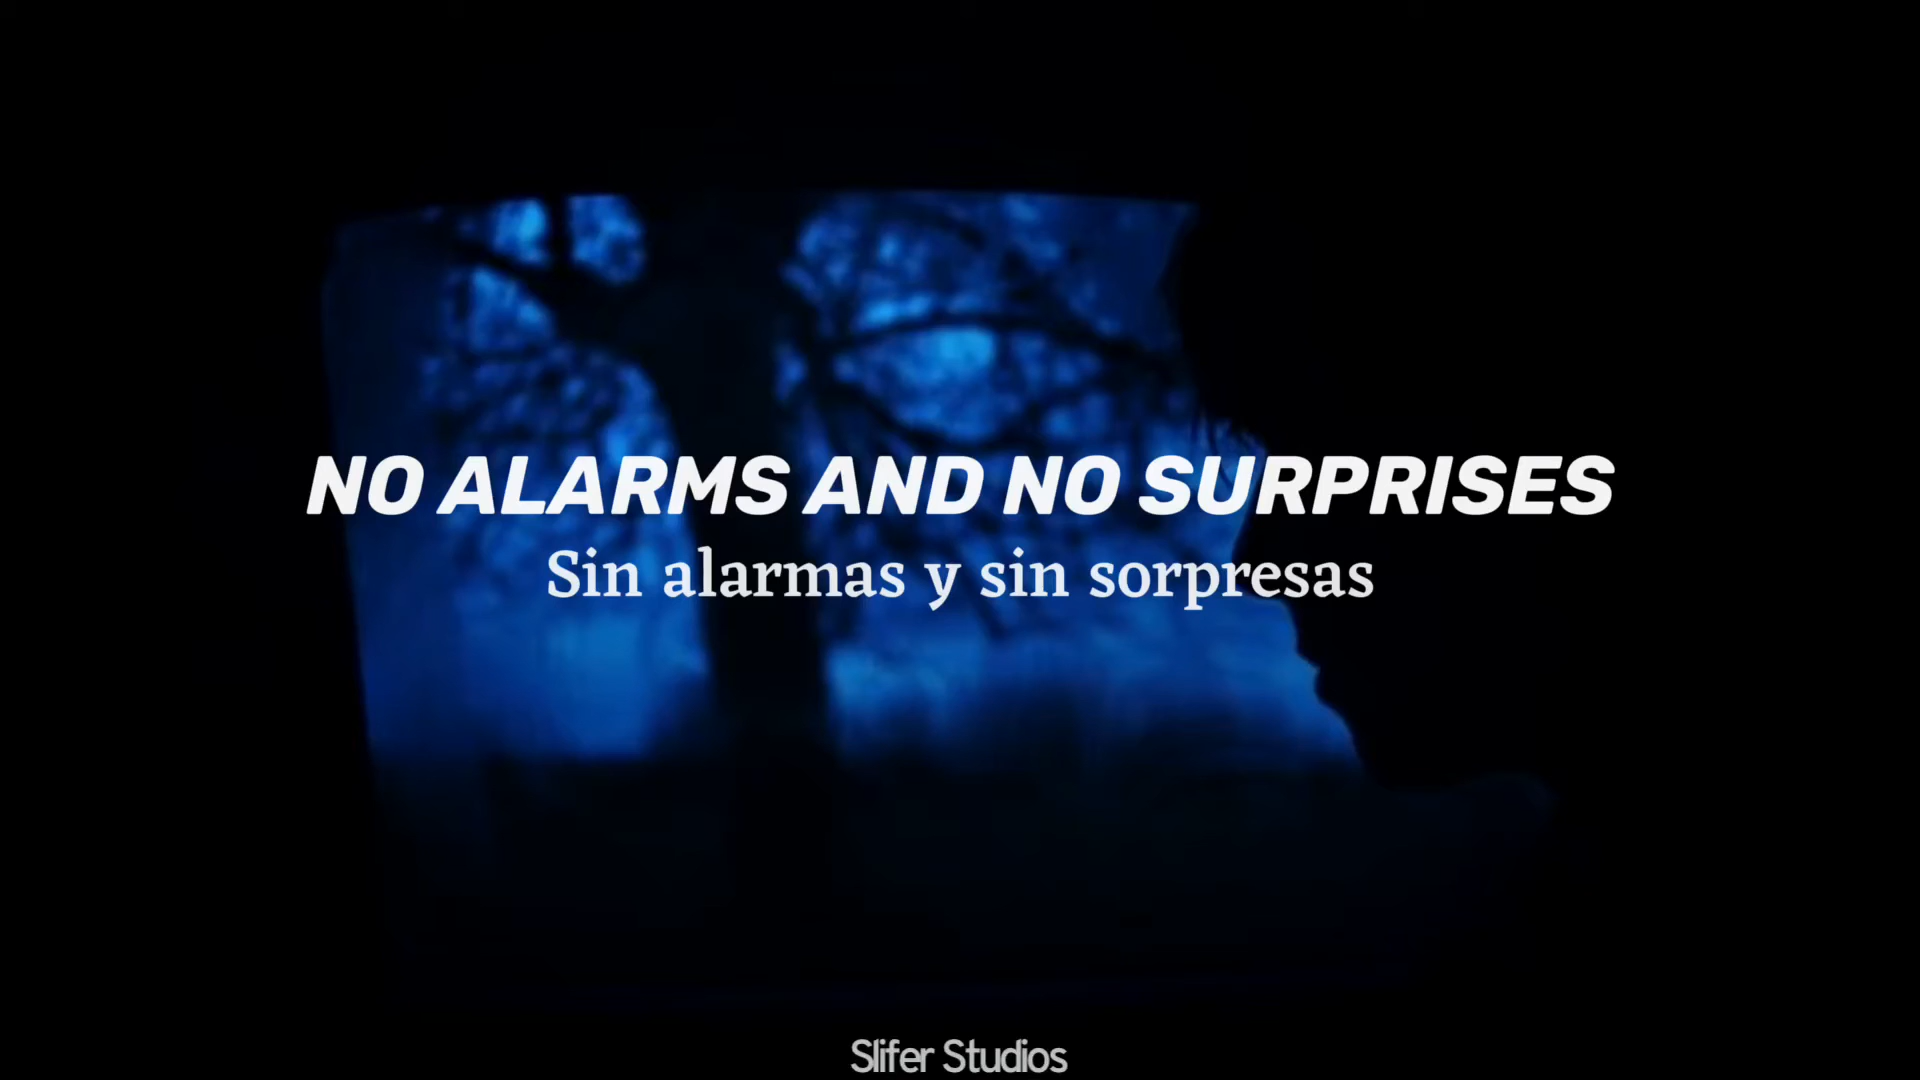 NO ALARMS AND NO SURPRISES
Sin alarmas y sin sorpresas
Slifer Studios